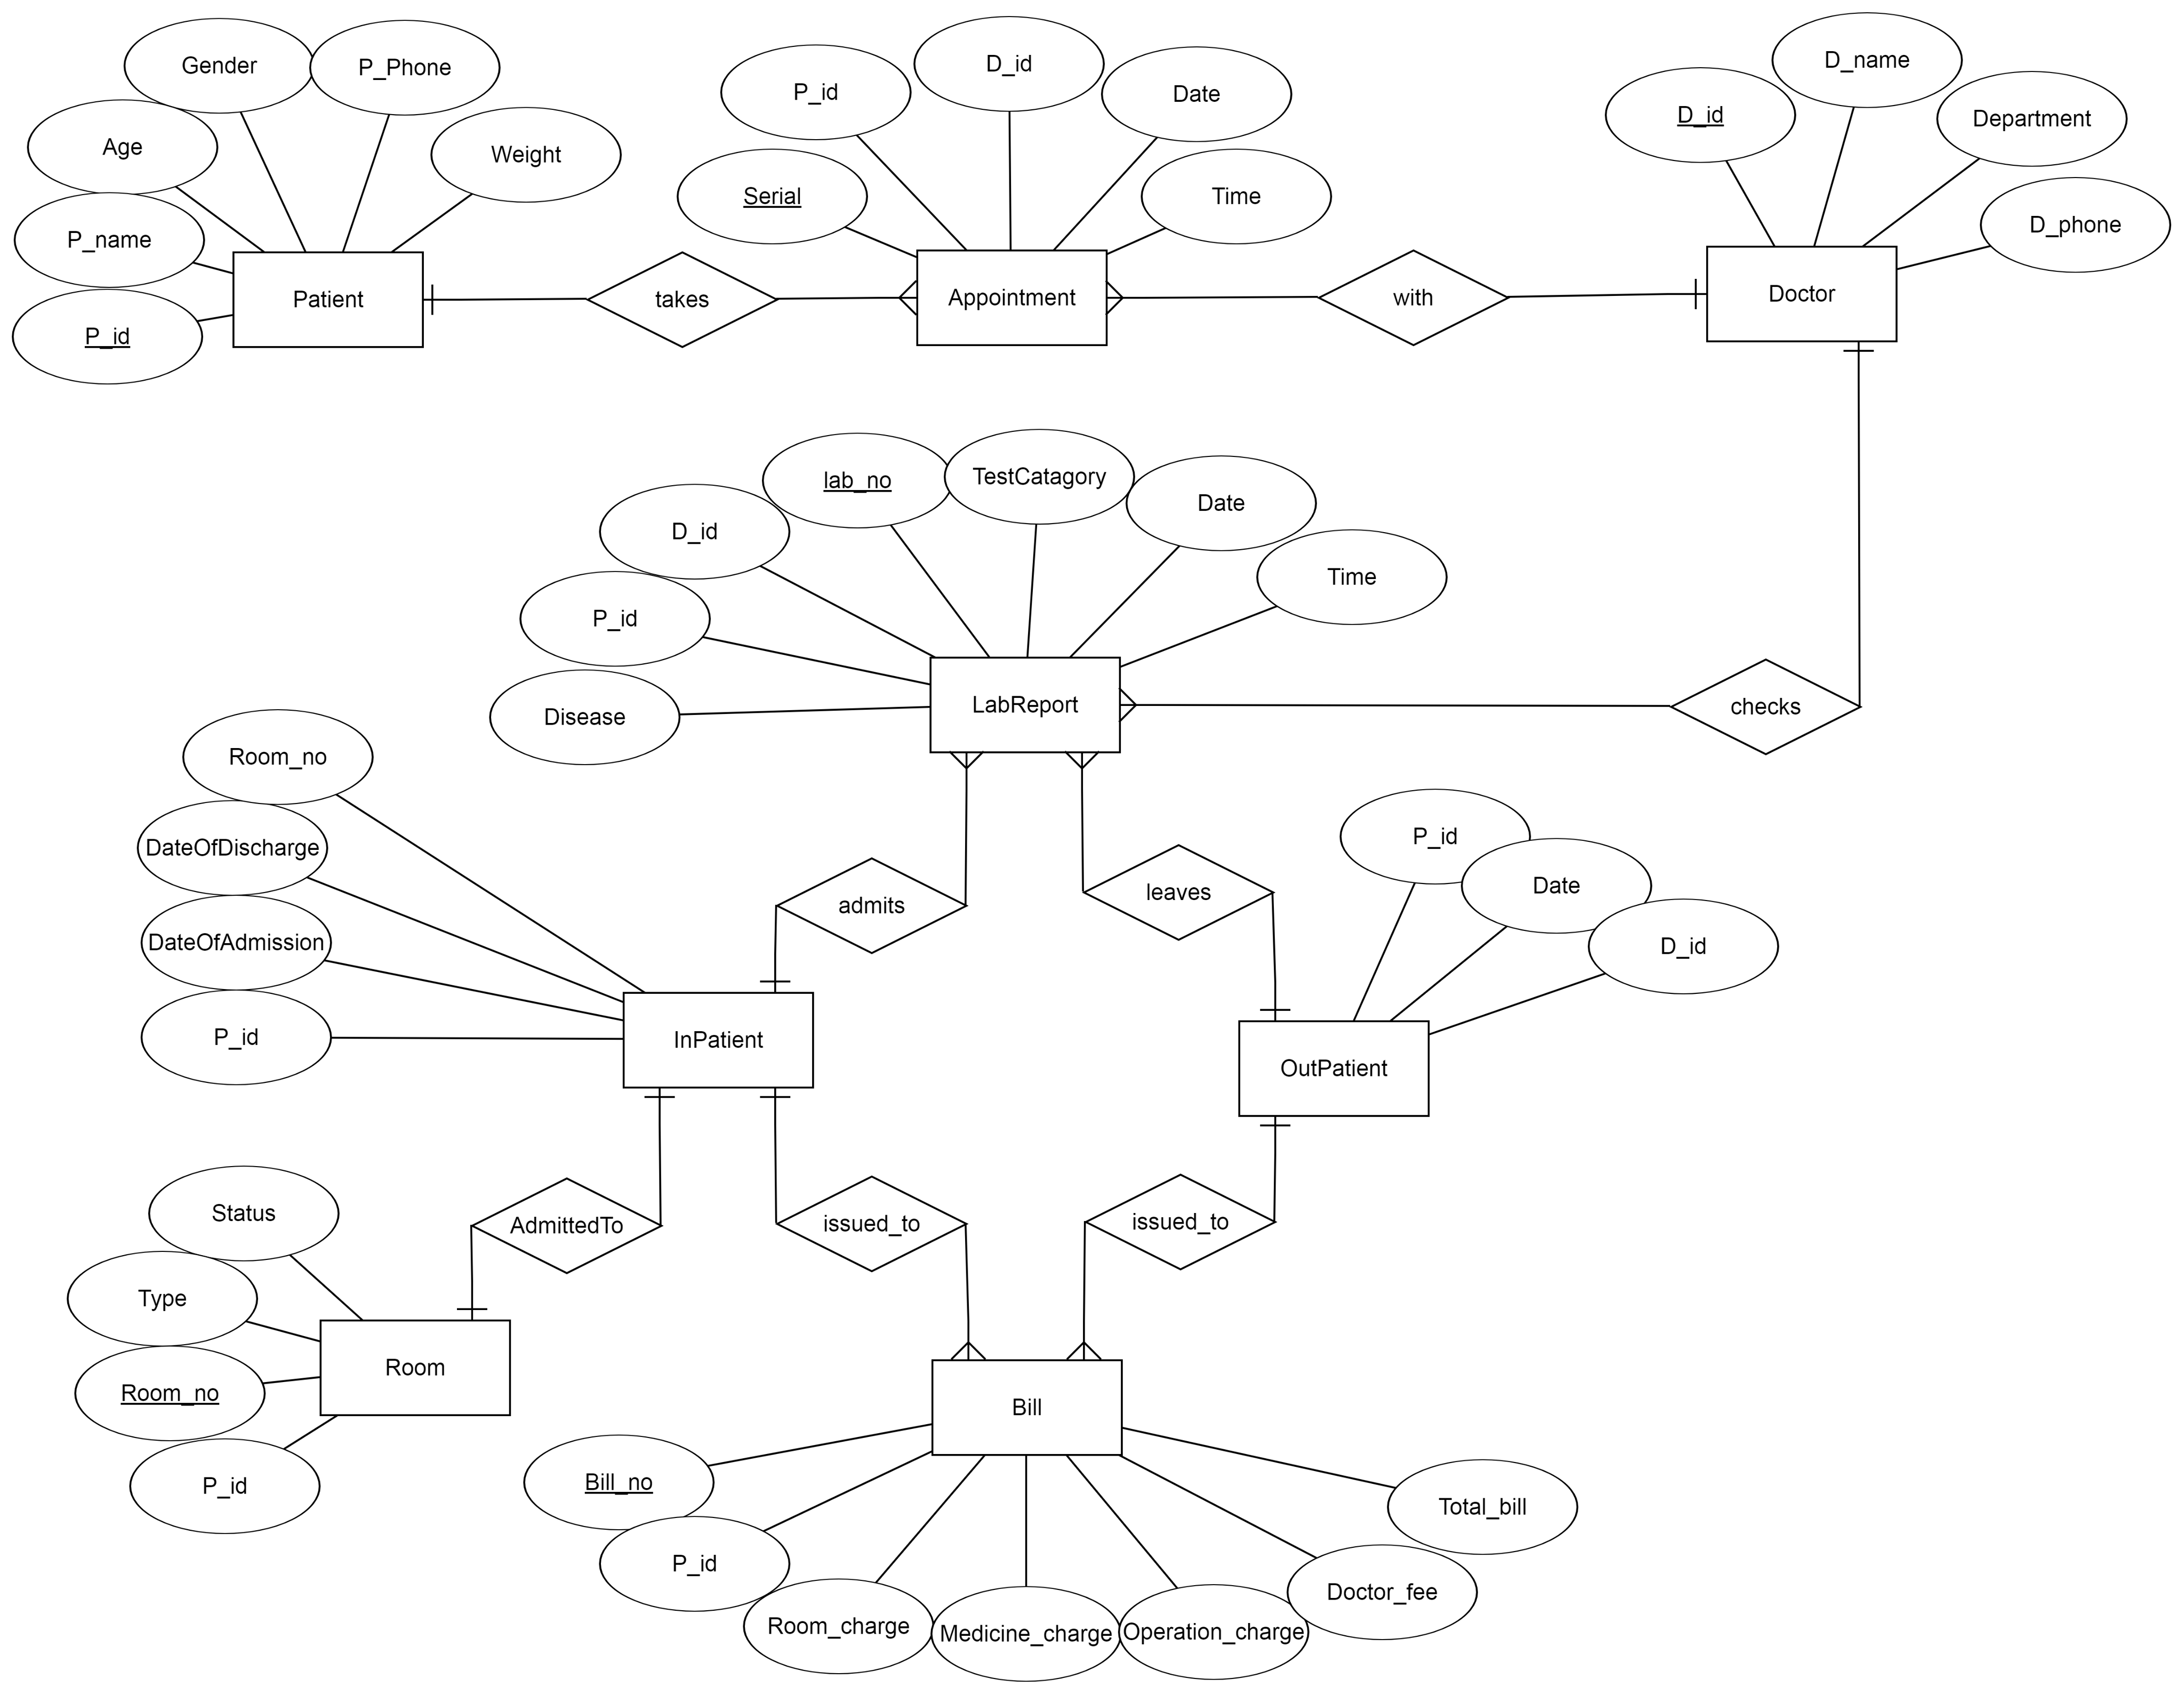 Gender
P_Phone
Age
Weight
P_name
P_id
Patient
takes
P_id
D_id
Date
Serial
Time
Appointment
with
D_id
D_name
Department
D_phone
Doctor
checks
lab_no
TestCatagory
Date
D_id
Time
P_id
Disease
LabReport
Room_no
DateOfDischarge
DateOfAdmission
P_id
admits
leaves
P_id
Date
D_id
InPatient
OutPatient
AdmittedTo
issued_to
issued_to
Status
Type
Room_no
P_id
Room
Bill
Bill_no
P_id
Room_charge
Medicine_charge
Operation_charge
Doctor_fee
Total_bill